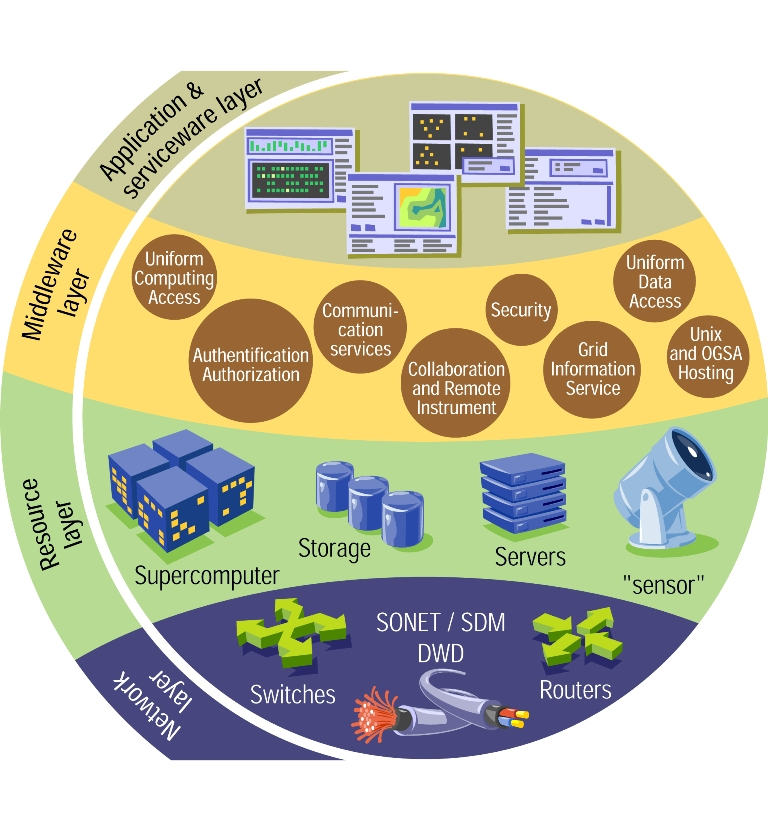 Application &
serviceware layer
Middleware
layer
Uniform
Computing
Access
Authentification
Authorization
Communi-
cation
services
Collaboration
and Remote
Instrument
Security
Grid
Information
Service
Uniform
Data
Access
Unix
and OGSA
Hosting
Resource
layer
Supercomputer
Storage
Servers
"sensor"
Network
layer
Switches
SONET / SDM
DWD
Routers